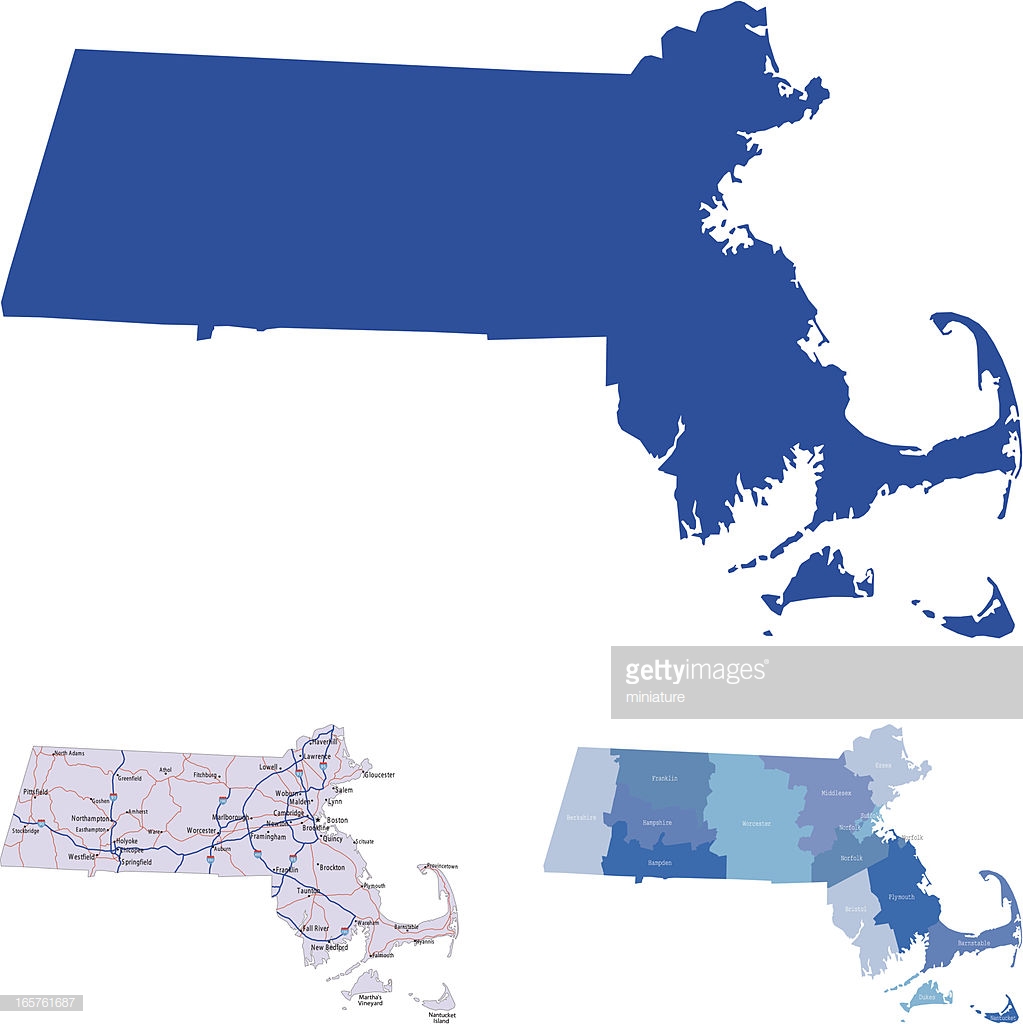 gettyimages®
miniature
North Adams
Pittsfield
Stockbridge
Greenfield
Athol
Fitchburg
Lowell
Haverhill
Lawrence
Gloucester
Salem
Lynn
Woburn
Malden
Cambridge
Newton
Boston
Brookline
Quincy
Scituate
Goshen
Northampton
Easthampton
Amherst
Ware
Holyoke
Chicopee
Westfield
Springfield
Marlborough
Worcester
Framingham
Auburn
Franklin
Brockton
Taunton
Plymouth
Provincetown
Fall River
Wareham
Barnstable
Hyannis
New Bedford
Falmouth
Martha's
Vineyard
Nantucket
Island
Berkshire
Franklin
Hampshire
Hampden
Worcester
Middlesex
Essex
Suffolk
Norfolk
Norfolk
Norfolk
Bristol
Plymouth
Barnstable
Dukes
Nantucket
165761687